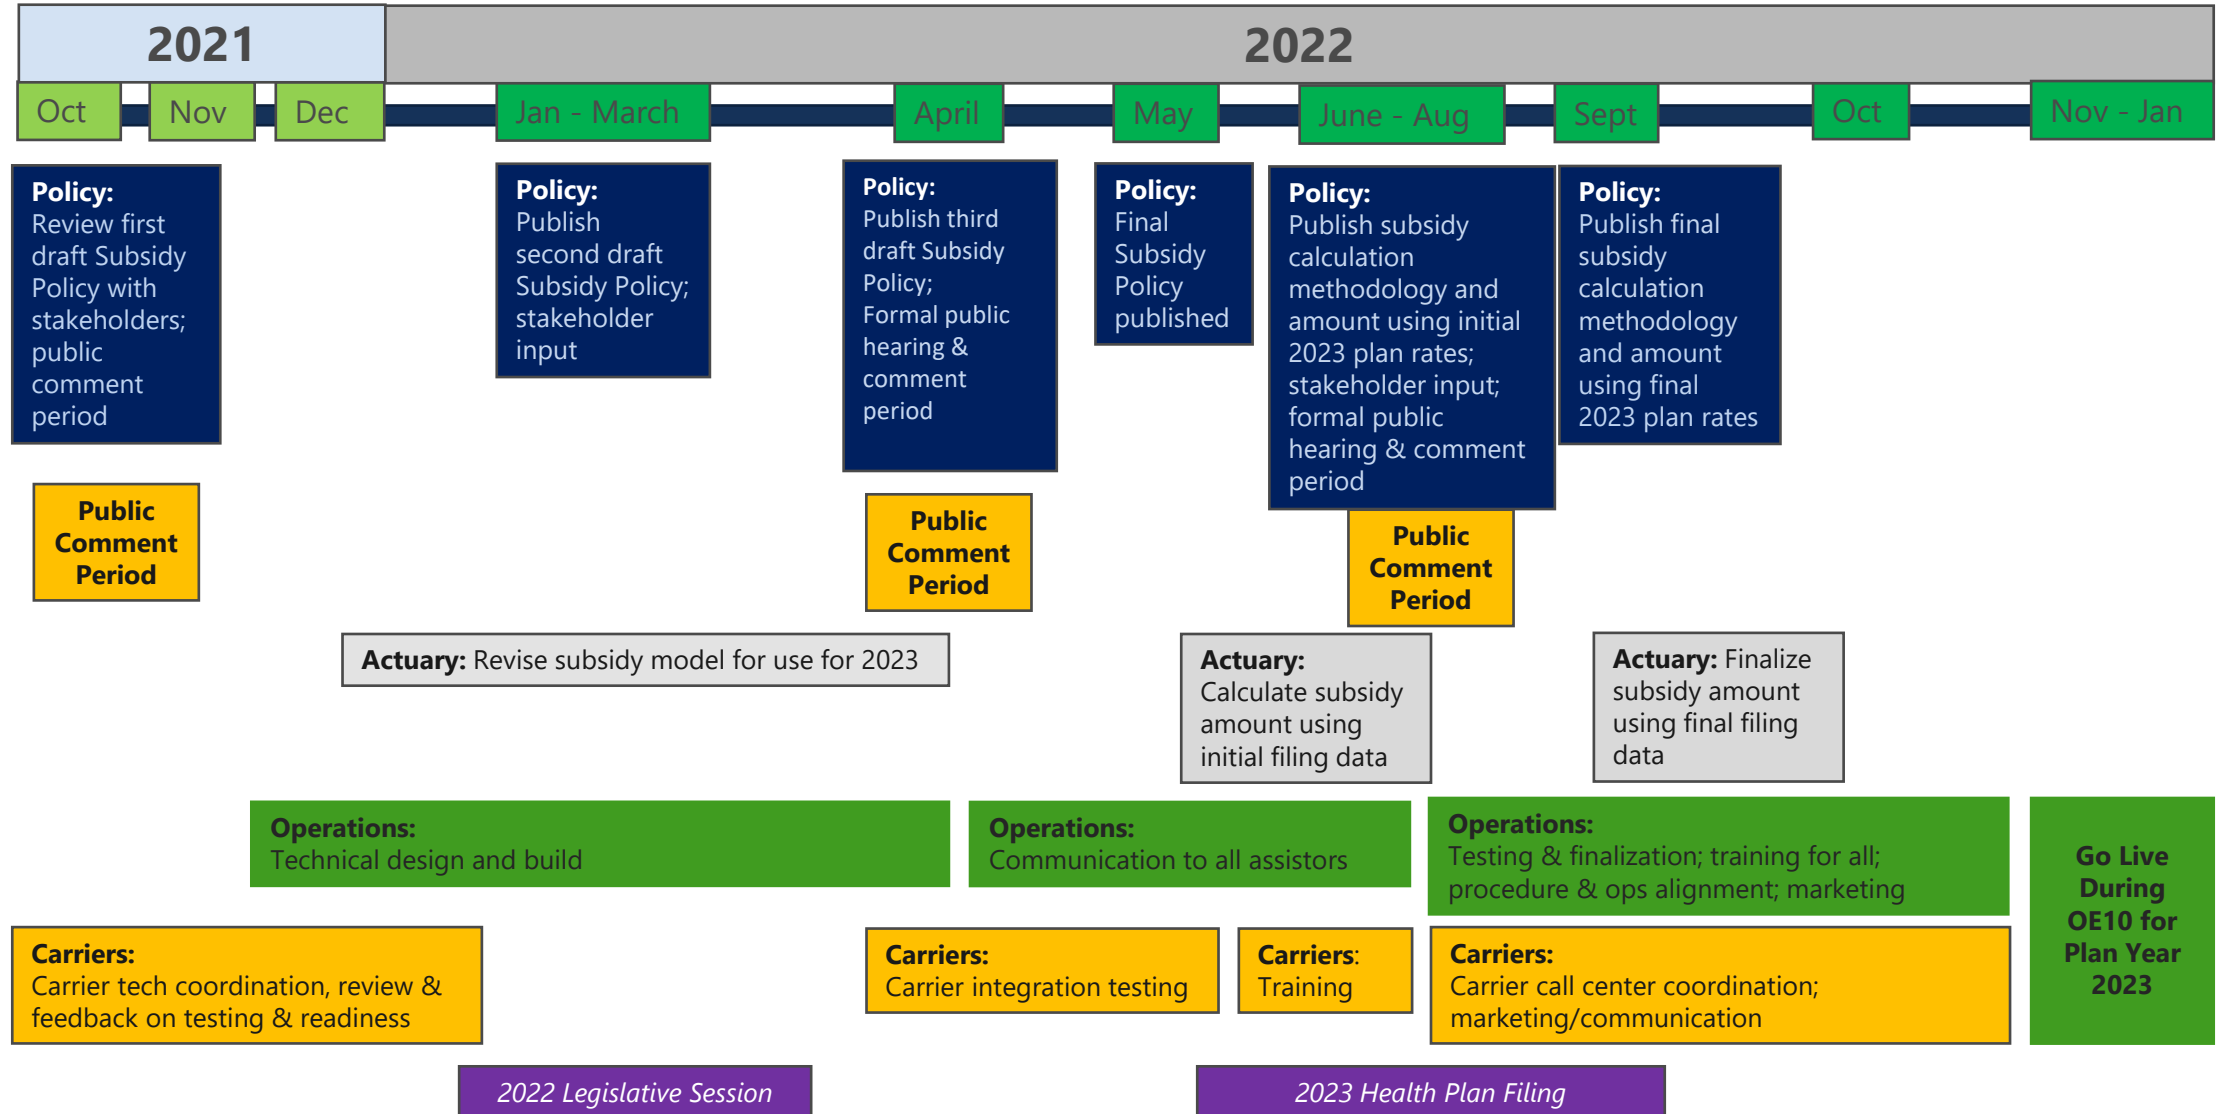 2021
2022
Oct
Nov
Dec
Jan - March
April
May
June - Aug
Sept
Oct
Nov - Jan
Policy:
Review first
draft Subsidy
Policy with
stakeholders;
public
comment
period
Policy:
Publish
second draft
Subsidy Policy;
stakeholder
input
Policy:
Publish third
draft Subsidy
Policy;
Formal public
hearing &
comment
period
Policy:
Final
Subsidy
Policy
published
Policy:
Publish subsidy
calculation
methodology and
amount using initial
2023 plan rates;
stakeholder input;
formal public
hearing & comment
period
Policy:
Publish final
subsidy
calculation
methodology
and amount
using final
2023 plan rates
Public
Comment
Period
Public
Comment
Period
Public
Comment
Period
Actuary: Revise subsidy model for use for 2023
Actuary:
Calculate subsidy
amount using
initial filing data
Actuary: Finalize
subsidy amount
using final filing
data
Operations:
Technical design and build
Operations:
Communication to all assistors
Operations:
Testing & finalization; training for all;
procedure & ops alignment; marketing
Go Live
During
OE10 for
Plan Year
2023
Carriers:
Carrier tech coordination, review &
feedback on testing & readiness
Carriers:
Carrier integration testing
Carriers:
Training
Carriers:
Carrier call center coordination;
marketing/communication
2022 Legislative Session
2023 Health Plan Filing